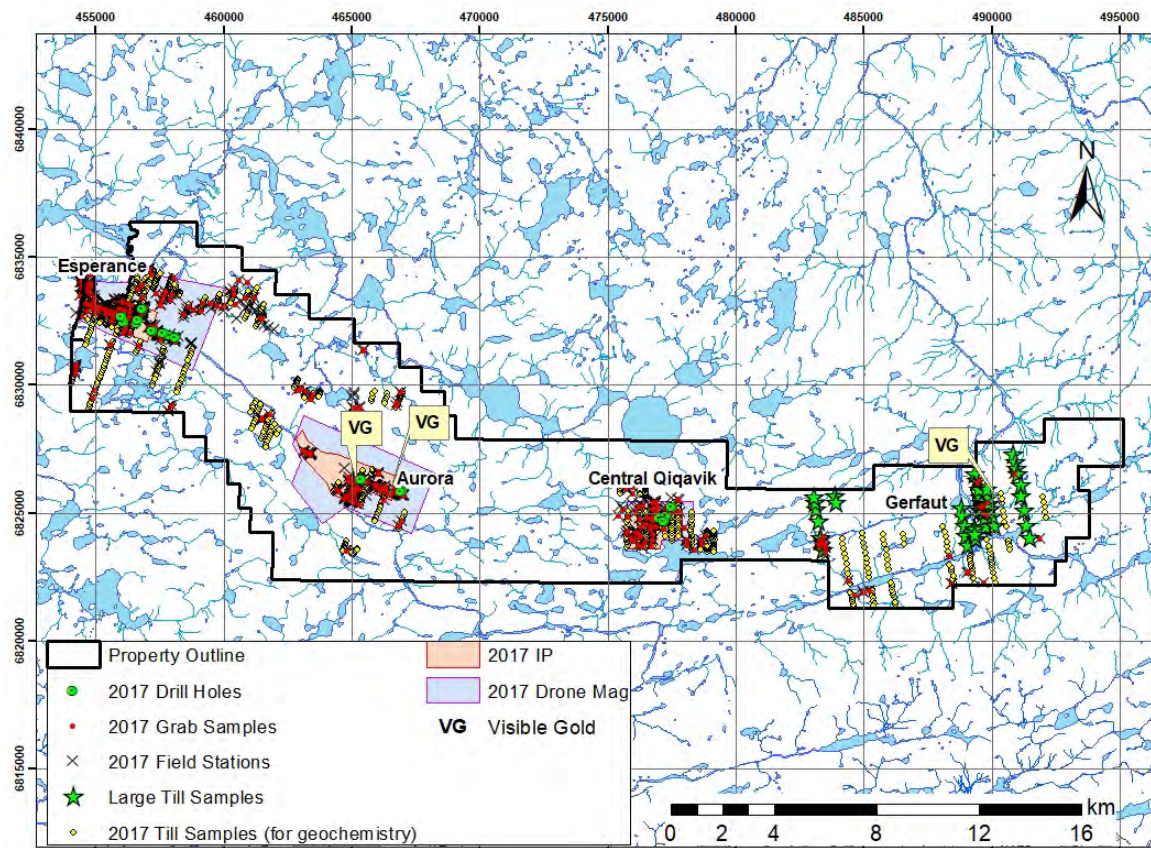 455000 460000 465000 470000 475000 480000 485000 490000 495000
6840000
N
6835000
Esperance
6830000
VG
VG
Aurora
Central Qiqavik
VG
Gerfaut
6825000
6820000
Property Outline
2017 IP
2017 Drill Holes
2017 Drone Mag
2017 Grab Samples
VG Visible Gold
2017 Field Stations
6815000
Large Till Samples
2017 Till Samples (for geochemistry)
km
0 2 4 8 12 16